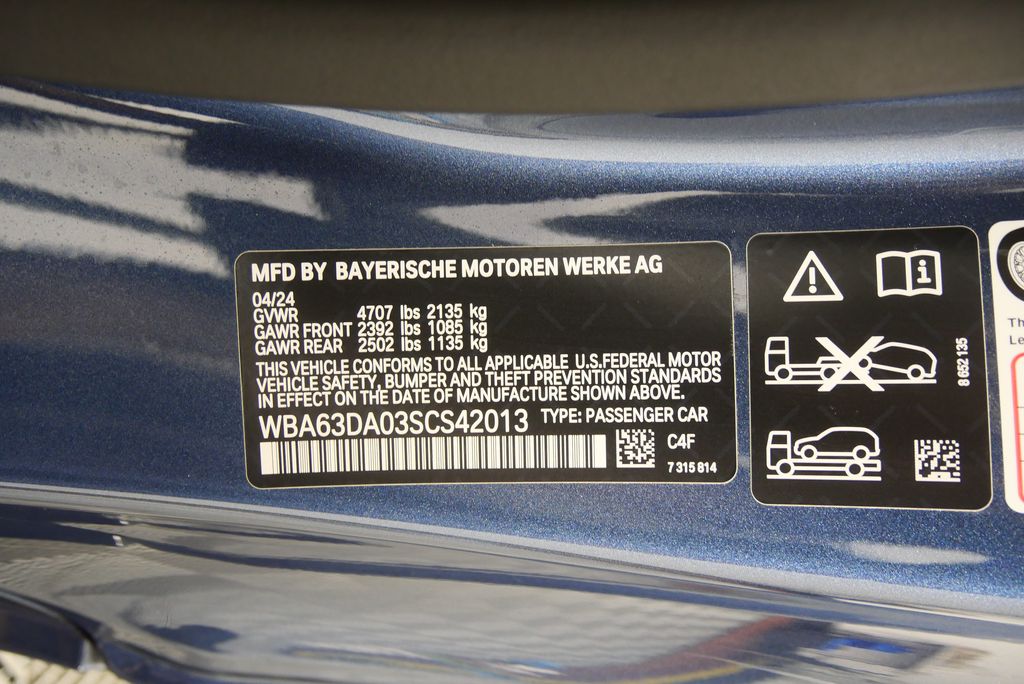 MFD BY BAYERISCHE MOTOREN WERKE AG
04/24
GVWR 4707 lbs 2135 kg
GAWR FRONT 2392 lbs 1085 kg
GAWR REAR 2502 lbs 1135 kg
THIS VEHICLE CONFORMS TO ALL APPLICABLE U.S.FEDERAL MOTOR
VEHICLE SAFETY, BUMPER AND THEFT PREVENTION STANDARDS
IN EFFECT ON THE DATE OF MANUFACTURE SHOWN ABOVE.
WBA63DA03SCS42013 TYPE: PASSENGER CAR
C4F
7 315 814
i
8 652 135
Th
Le